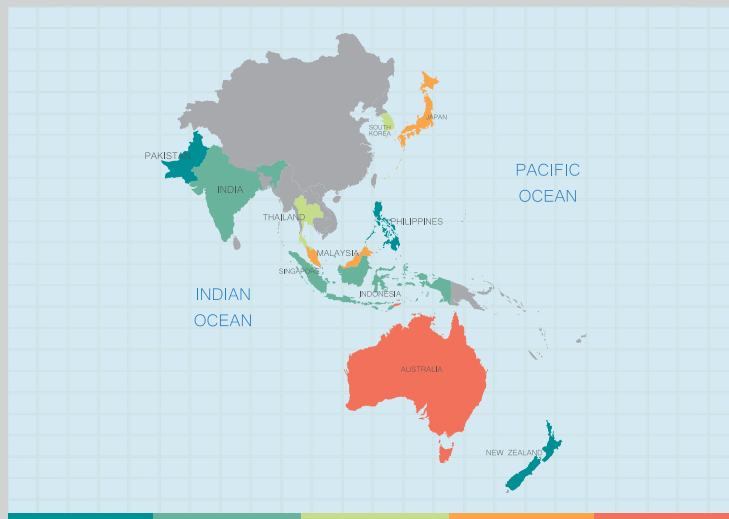 JAPAN
SOUTH
KOREA
PAKISTAN
PACIFIC
OCEAN
INDIA
THAILAND
PHILIPPINES
MALAYSIA
SINGAPORE
INDONESIA
INDIAN
OCEAN
AUSTRALIA
NEW ZEALAND